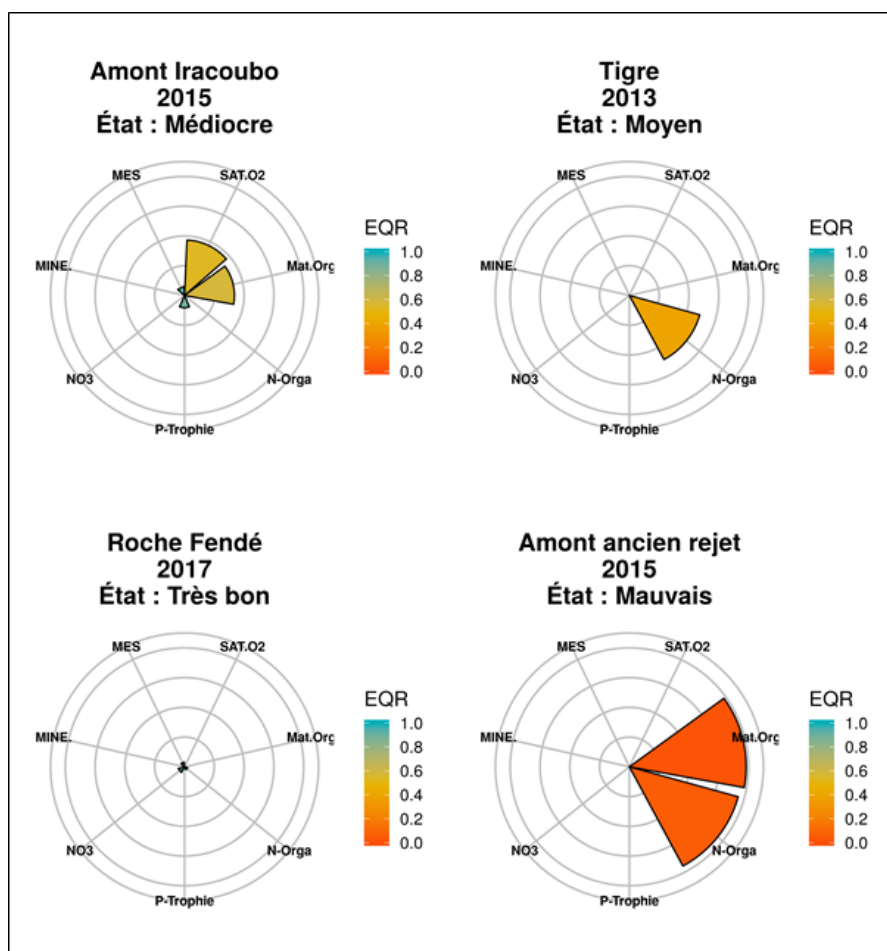 Amont Iracoubo
2015
État : Médiocre
MES
SAT.O2
MINE.
Mat.Org
NO3
N-Orga
P-Trophie
EQR
1.0
0.8
0.6
0.4
0.2
0.0
Tigre
2013
État : Moyen
MES
SAT.O2
MINE.
Mat.Org
NO3
N-Orga
P-Trophie
EQR
1.0
0.8
0.6
0.4
0.2
0.0
Roche Fendé
2017
État : Très bon
MES
SAT.O2
MINE.
Mat.Org
NO3
N-Orga
P-Trophie
EQR
1.0
0.8
0.6
0.4
0.2
0.0
Amont ancien rejet
2015
État : Mauvais
MES
SAT.O2
MINE.
Mat.Org
NO3
N-Orga
P-Trophie
EQR
1.0
0.8
0.6
0.4
0.2
0.0